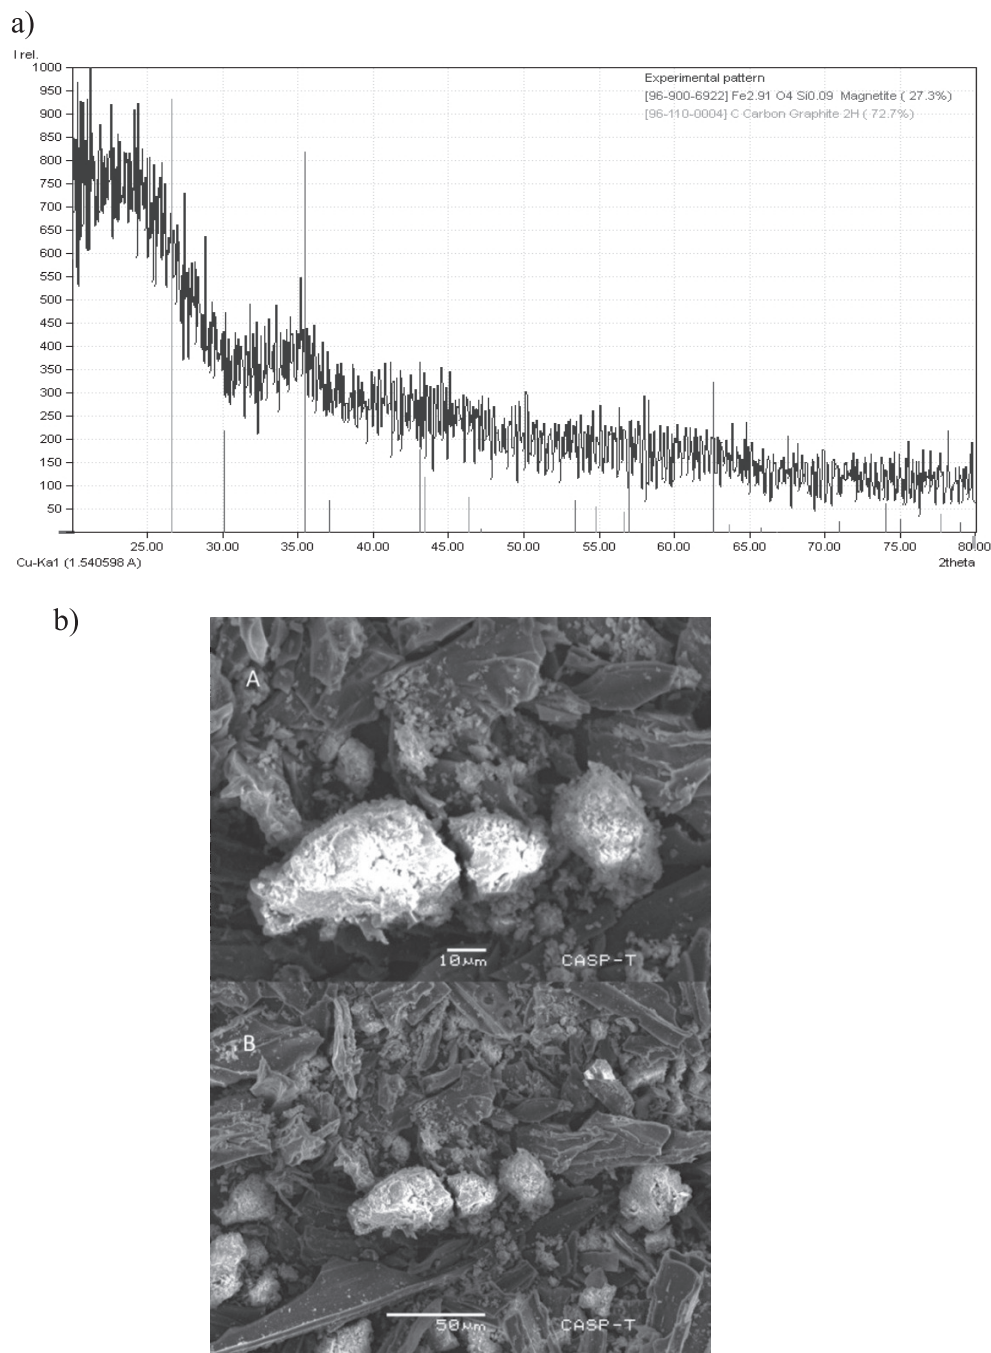 a)
I rel.
1000
950
900
850
800
750
700
650
600
550
500
450
400
350
300
250
200
150
100
50
Experimental pattern
[96-900-6922] Fe2.91 O4 Si0.09 Magnetite ( 27.3%)
[96-110-0004] C Carbon Graphite 2H ( 72.7%)
25.00 30.00 35.00 40.00 45.00 50.00 55.00 60.00 65.00 70.00 75.00 80.00
Cu-Ka1 (1.540598 A) 2theta
b)
A
10µm CASP-T
B
50µm CASP-T